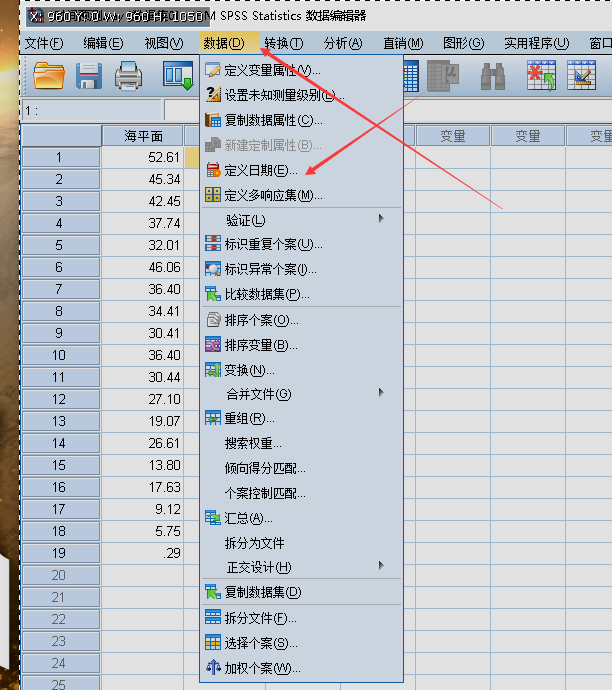 X: 960 Y: 0 W: 960 H: 1050 M SPSS Statistics 数据编辑器
文件(F) 编辑(E) 视图(V) 数据(D) 转换(T) 分析(A) 直销(M) 图形(G) 实用程序(U) 窗口
1 :
定义变量属性(V)...
设置未知测量级别(L)...
复制数据属性(C)...
新建定制属性(B)...
定义日期(E)...
定义多响应集(M)...
验证(L)
标识重复个案(U)...
标识异常个案(I)...
比较数据集(P)...
排序个案(O)...
排序变量(B)...
变换(N)...
合并文件(G)
重组(R)...
搜索权重...
倾向得分匹配...
个案控制匹配...
汇总(A)...
拆分为文件
正交设计(H)
复制数据集(D)
拆分文件(F)...
选择个案(S)...
加权个案(W)...
海平面 变量 变量 变量
1 52.61
2 45.34
3 42.45
4 37.74
5 32.01
6 46.06
7 36.40
8 34.41
9 30.41
10 36.40
11 30.44
12 27.10
13 19.07
14 26.61
15 13.80
16 17.63
17 9.12
18 5.75
19 .29
20
21
22
23
24
25